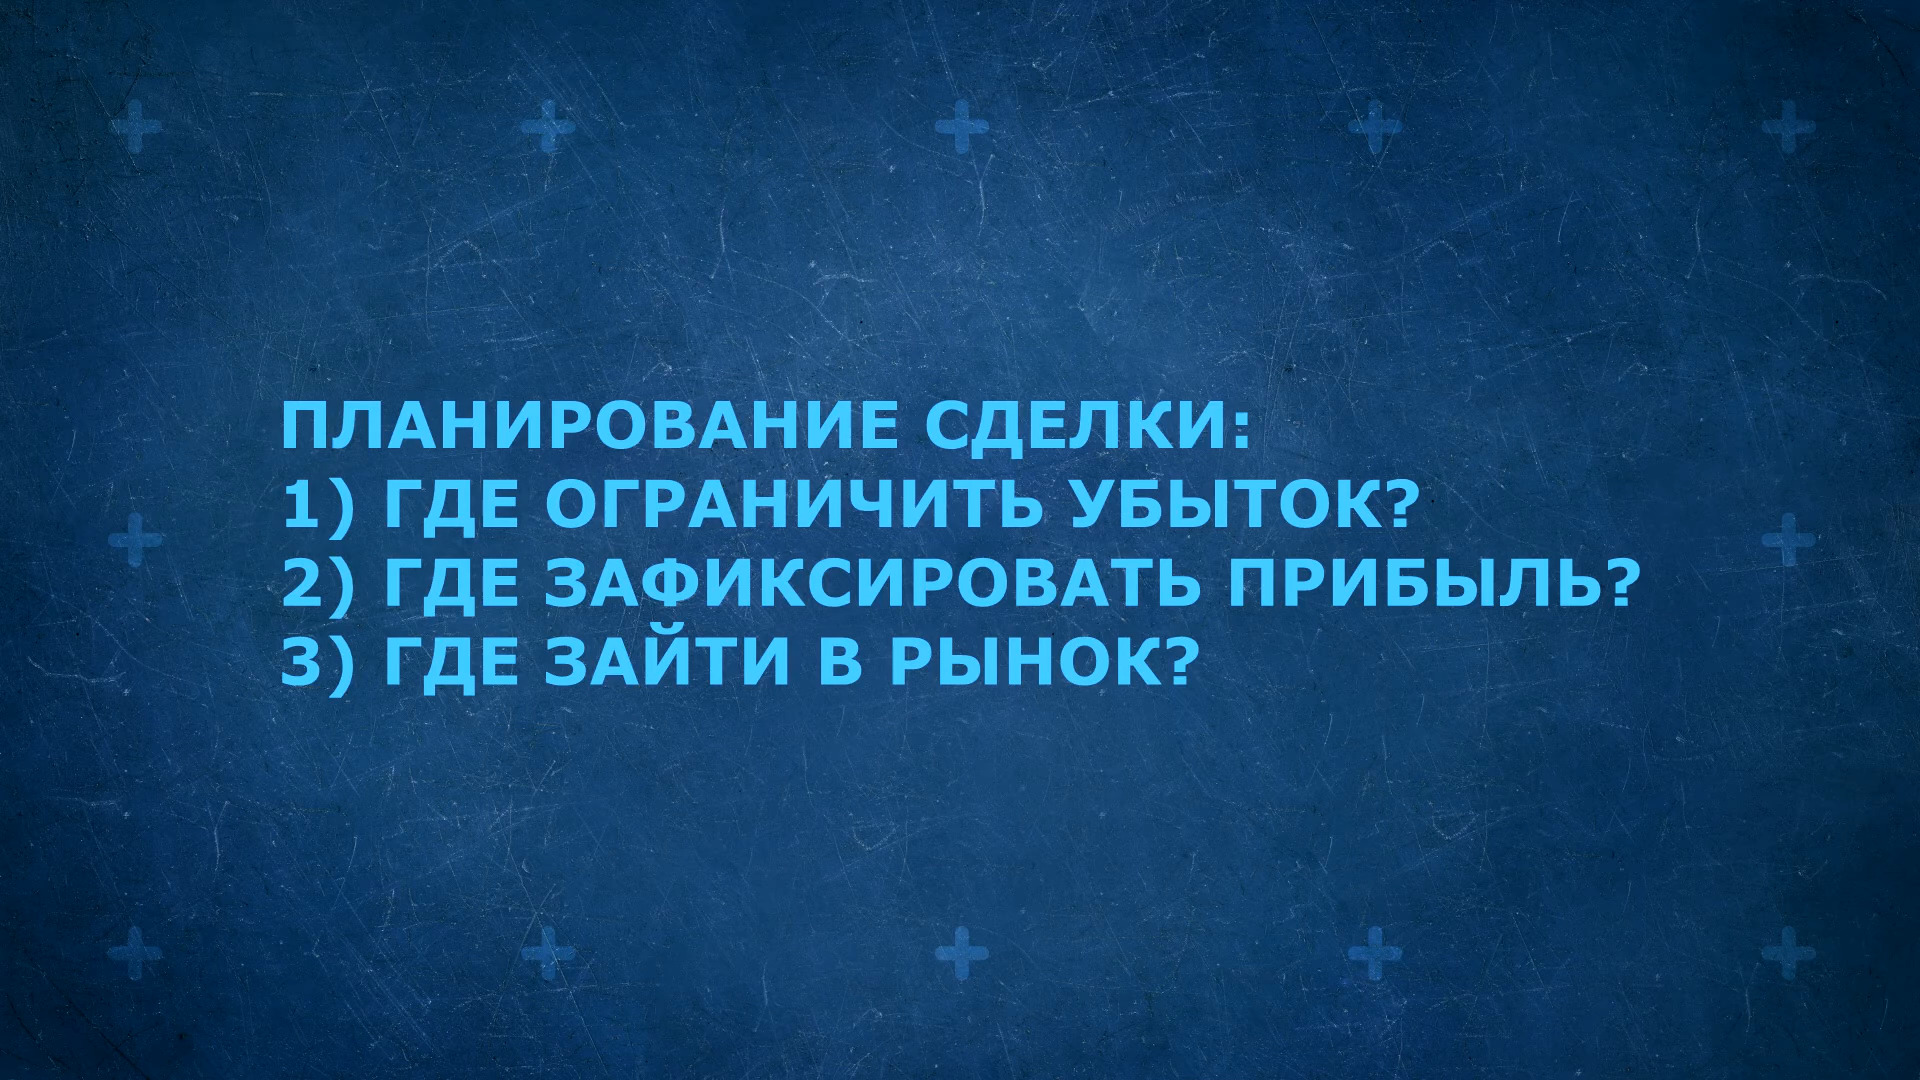 ПЛАНИРОВАНИЕ СДЕЛКИ:
1) ГДЕ ОГРАНИЧИТЬ УБЫТОК?
2) ГДЕ ЗАФИКСИРОВАТЬ ПРИБЫЛЬ?
3) ГДЕ ЗАЙТИ В РЫНОК?